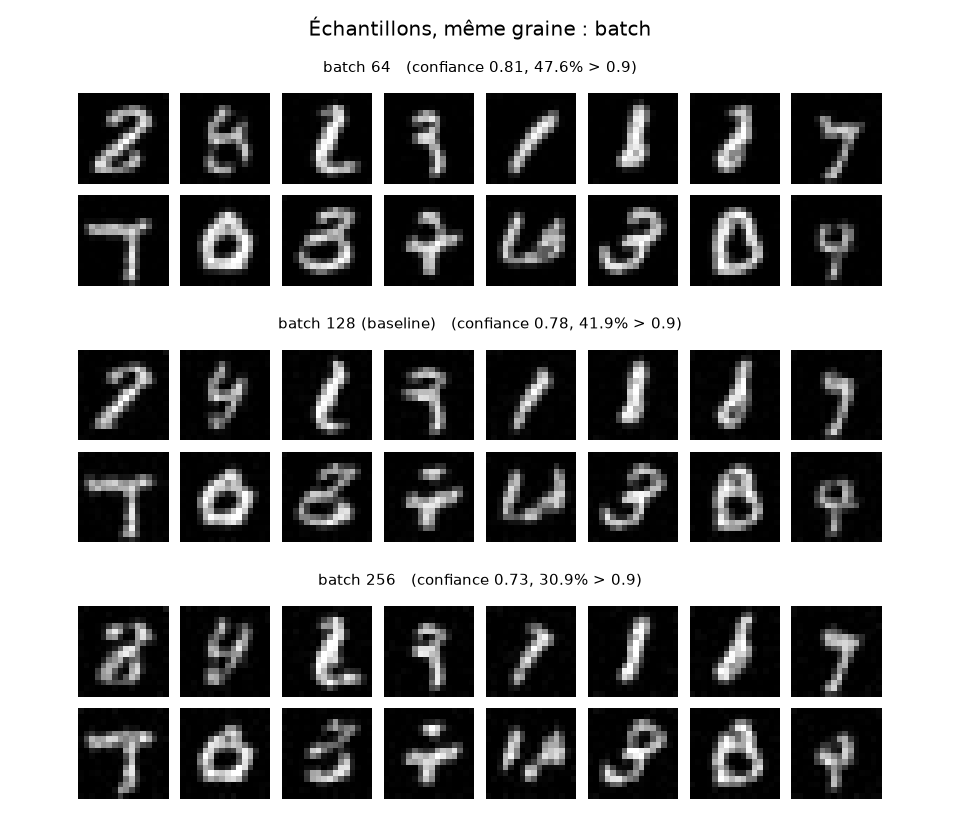 Échantillons, même graine : batch
batch 64 (confiance 0.81, 47.6% > 0.9)
batch 128 (baseline) (confiance 0.78, 41.9% > 0.9)
batch 256 (confiance 0.73, 30.9% > 0.9)